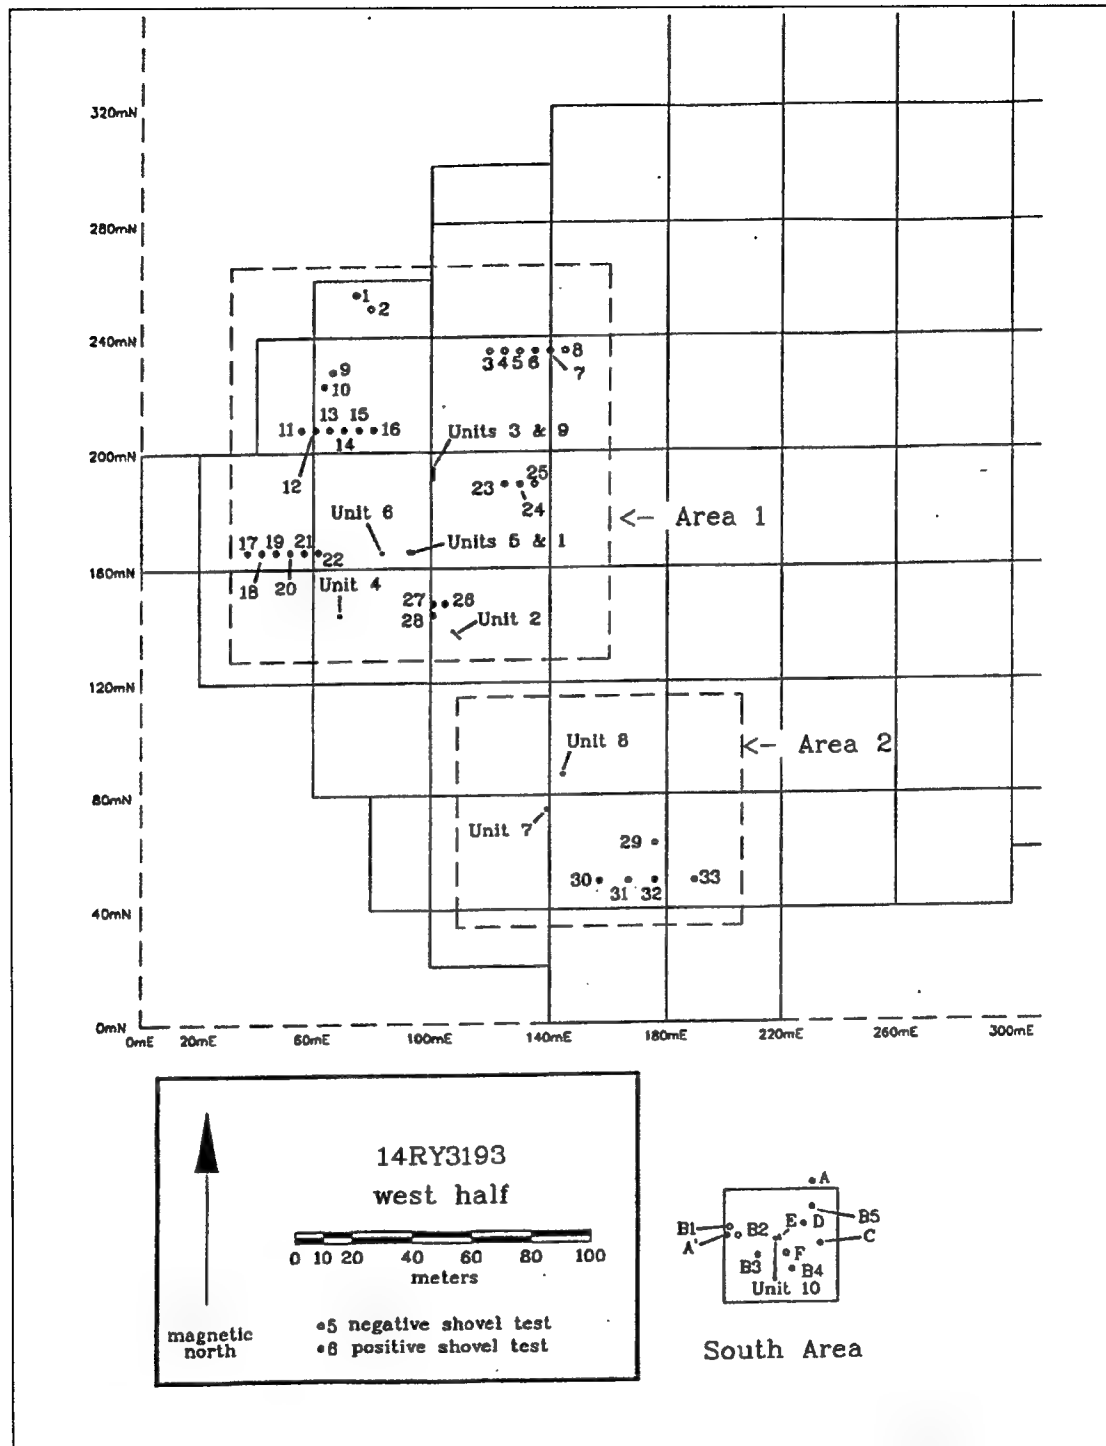 320mN
280mN
1
2
240mN
3 4 5 6 8
7
9
10
13 15
11 16
14
12
Units 3 & 9
200mN
25
23
24
Area 1
Unit 6
17 19 21
22
Units 5 & 1
18 20
160mN
Unit 4
27 26
28
Unit 2
120mN
Unit 8
Area 2
80mN
Unit 7
29
30 33
31 32
40mN
0mN
0mE 20mE 60mE 100mE 140mE 180mE 220mE 260mE 300mE
14RY3193
west half
0 10 20 40 60 80 100
meters
5 negative shovel test
6 positive shovel test
magnetic
north
A
B5
B1 B2 E D
A' C
B3 F
B4
Unit 10
South Area